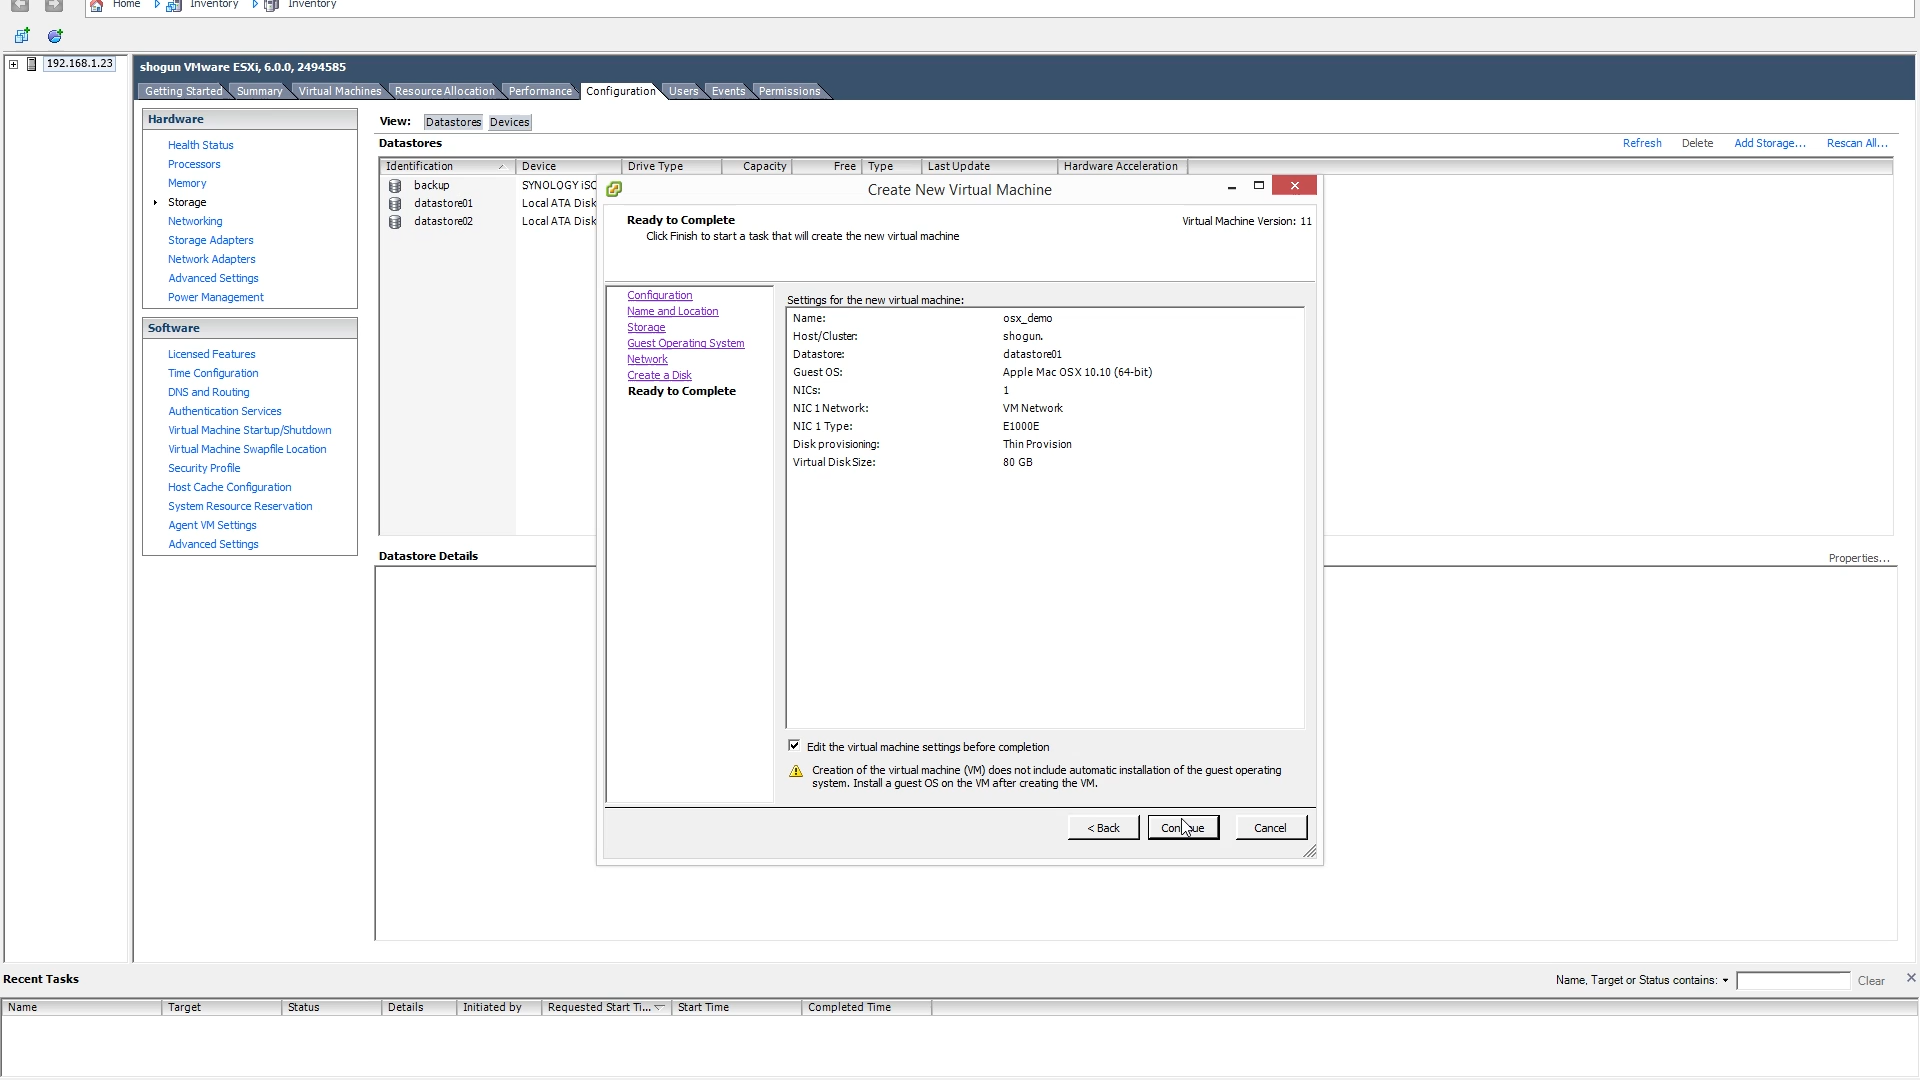 Home Inventory Inventory
192.168.1.23
shogun VMware ESXi, 6.0.0, 2494585
Getting Started Summary Virtual Machines Resource Allocation Performance Configuration Users Events Permissions
Hardware
Health Status
Processors
Memory
Storage
Networking
Storage Adapters
Network Adapters
Advanced Settings
Power Management
Software
Licensed Features
Time Configuration
DNS and Routing
Authentication Services
Virtual Machine Startup/Shutdown
Virtual Machine Swapfile Location
Security Profile
Host Cache Configuration
System Resource Reservation
Agent VM Settings
Advanced Settings
View: Datastores Devices
Datastores
Refresh Delete Add Storage... Rescan All...
Identification Device Drive Type Capacity Free Type Last Update Hardware Acceleration
backup SYNOLOGY iSC
datastore01 Local ATA Disk
datastore02 Local ATA Disk
Datastore Details
Properties...
Create New Virtual Machine
Ready to Complete
Click Finish to start a task that will create the new virtual machine
Virtual Machine Version: 11
Configuration
Name and Location
Storage
Guest Operating System
Network
Create a Disk
Ready to Complete
Settings for the new virtual machine:
Name: osx_demo
Host/Cluster: shogun.
Datastore: datastore01
Guest OS: Apple Mac OS X 10.10 (64-bit)
NICs: 1
NIC 1 Network: VM Network
NIC 1 Type: E1000E
Disk provisioning: Thin Provision
Virtual Disk Size: 80 GB
Edit the virtual machine settings before completion
Creation of the virtual machine (VM) does not include automatic installation of the guest operating
system. Install a guest OS on the VM after creating the VM.
< Back Continue Cancel
Recent Tasks
Name, Target or Status contains: Clear
Name Target Status Details Initiated by Requested Start Ti... Start Time Completed Time